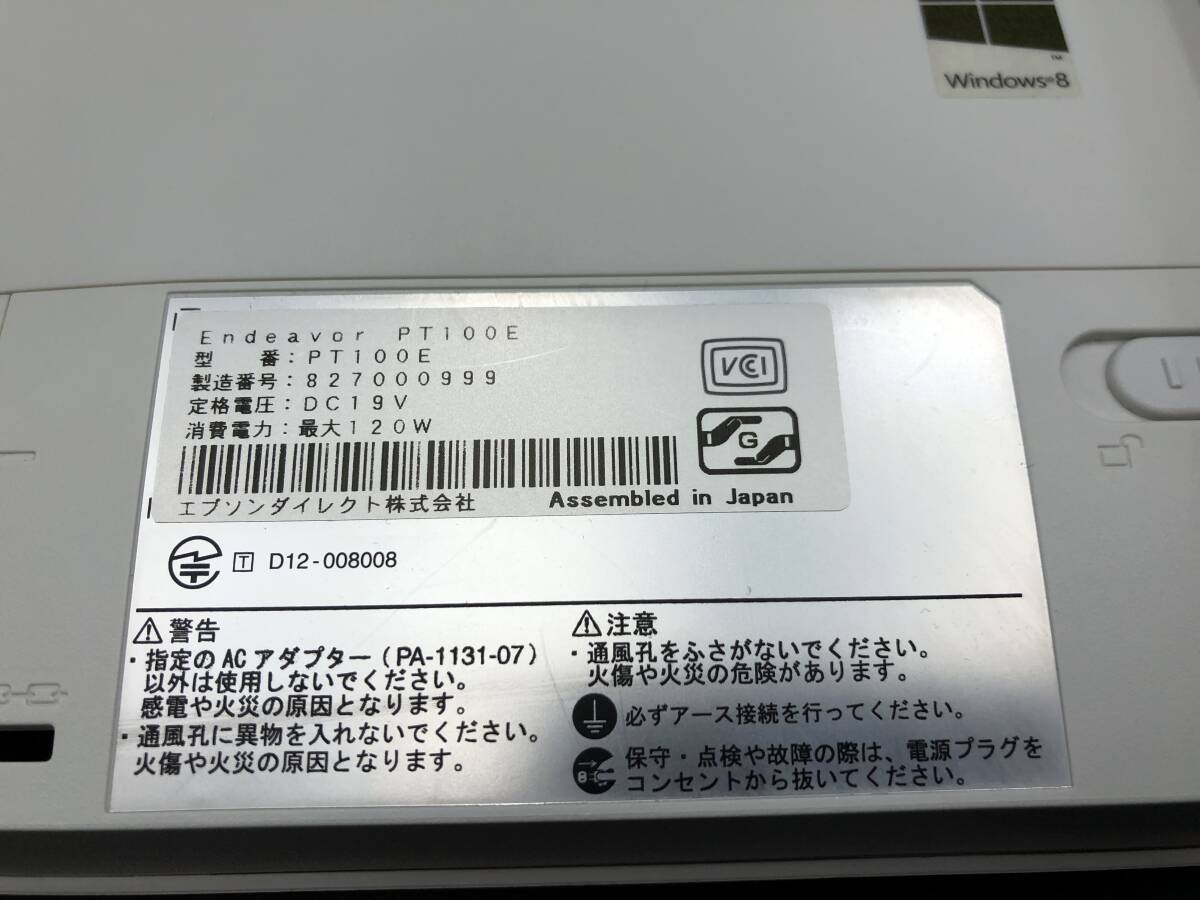 Windows 8
™
Endeavor PT100E
型 番：PT100E
製造番号：827000999
定格電圧：DC19V
消費電力：最大120W
エプソンダイレクト株式会社
Assembled in Japan
VCCI
G
T D12-008008
警告
・指定のACアダプター（PA-1131-07）
以外は使用しないでください。
感電や火災の原因となります。
・通風孔に異物を入れないでください。
火傷や火災の原因となります。
注意
・通風孔をふさがないでください。
火傷や火災の危険があります。
必ずアース接続を行ってください。
保守・点検や故障の際は、電源プラグを
コンセントから抜いてください。